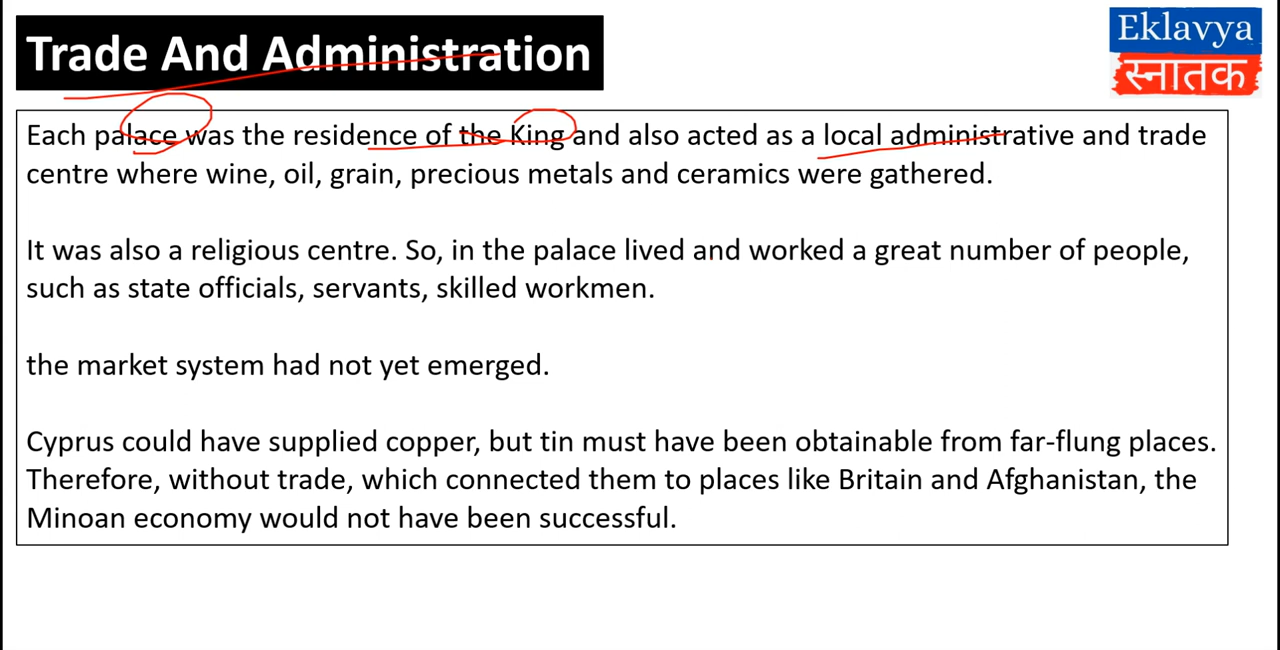 Trade And Administration
Eklavya
स्नातक
Each palace was the residence of the King and also acted as a local administrative and trade
centre where wine, oil, grain, precious metals and ceramics were gathered.
It was also a religious centre. So, in the palace lived and worked a great number of people,
such as state officials, servants, skilled workmen.
the market system had not yet emerged.
Cyprus could have supplied copper, but tin must have been obtainable from far-flung places.
Therefore, without trade, which connected them to places like Britain and Afghanistan, the
Minoan economy would not have been successful.